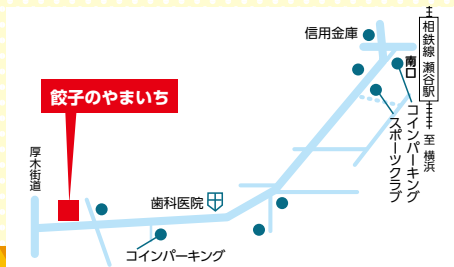 信用金庫
相鉄線 瀬谷駅
南口
コインパーキング
スポーツクラブ
至 横浜
餃子のやまいち
厚木街道
歯科医院
コインパーキング